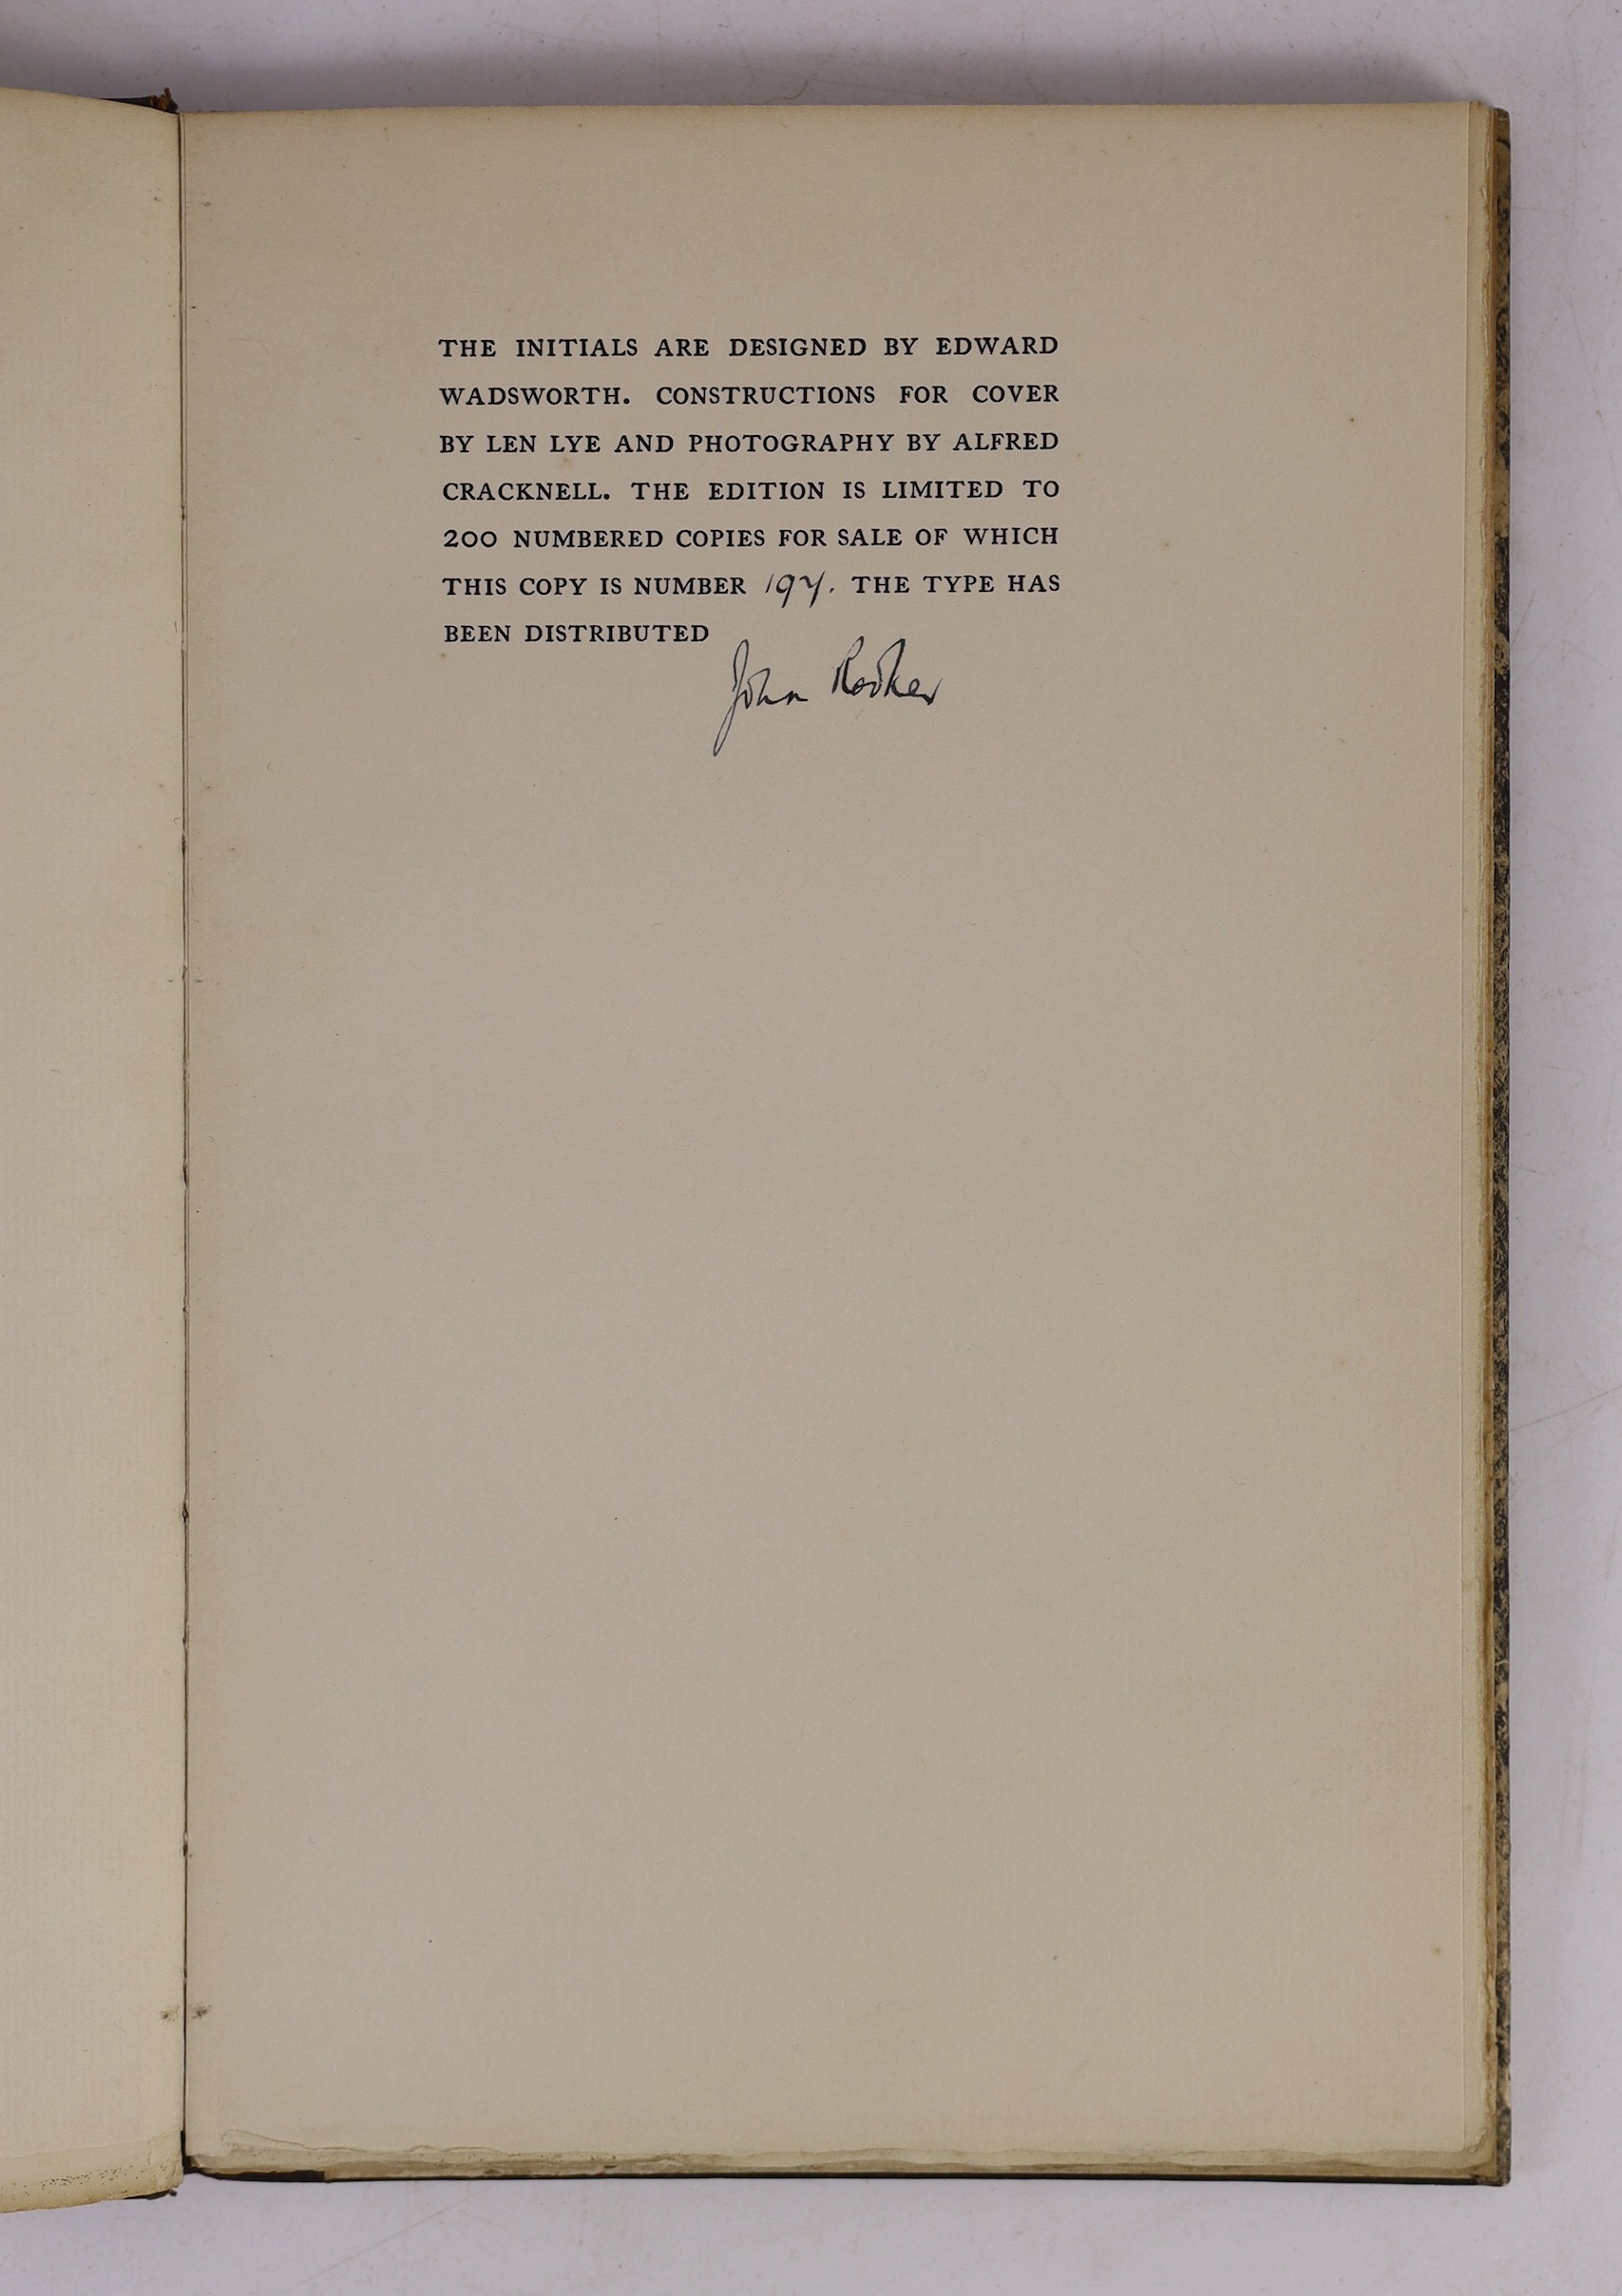 THE INITIALS ARE DESIGNED BY EDWARD
WADSWORTH. CONSTRUCTIONS FOR COVER
BY LEN LYE AND PHOTOGRAPHY BY ALFRED
CRACKNELL. THE EDITION IS LIMITED TO
200 NUMBERED COPIES FOR SALE OF WHICH
THIS COPY IS NUMBER 197. THE TYPE HAS
BEEN DISTRIBUTED
John Rodker